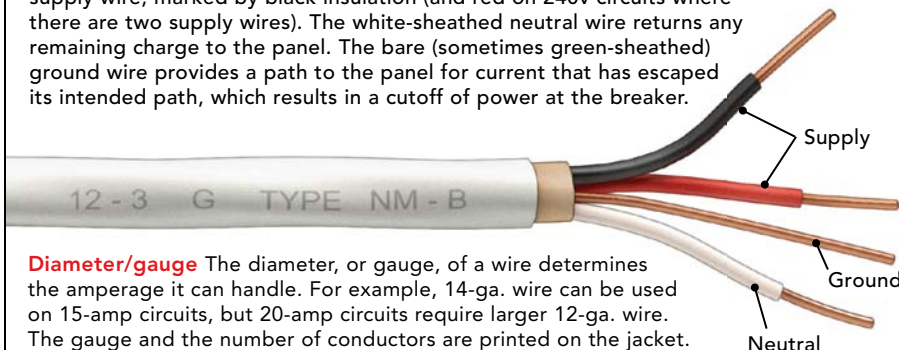 supply wire, marked by black insulation (and red on 240v circuits where
there are two supply wires). The white-sheathed neutral wire returns any
remaining charge to the panel. The bare (sometimes green-sheathed)
ground wire provides a path to the panel for current that has escaped
its intended path, which results in a cutoff of power at the breaker.
Supply
12 - 3 G TYPE NM - B
Ground
Neutral
Diameter/gauge The diameter, or gauge, of a wire determines
the amperage it can handle. For example, 14-ga. wire can be used
on 15-amp circuits, but 20-amp circuits require larger 12-ga. wire.
The gauge and the number of conductors are printed on the jacket.